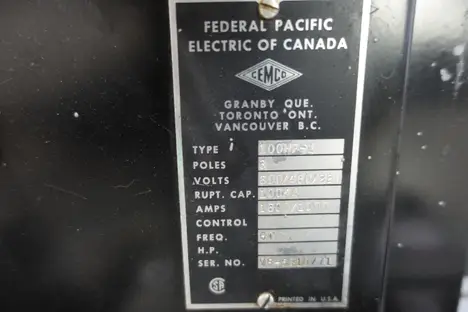 FEDERAL PACIFIC
ELECTRIC OF CANADA
CEMCO
GRANBY QUE.
TORONTO ONT.
VANCOUVER B.C.
TYPE
POLES 3
VOLTS
RUPT. CAP.
AMPS
CONTROL
FREQ.
H.P.
SER. NO.
PRINTED IN U.S.A.